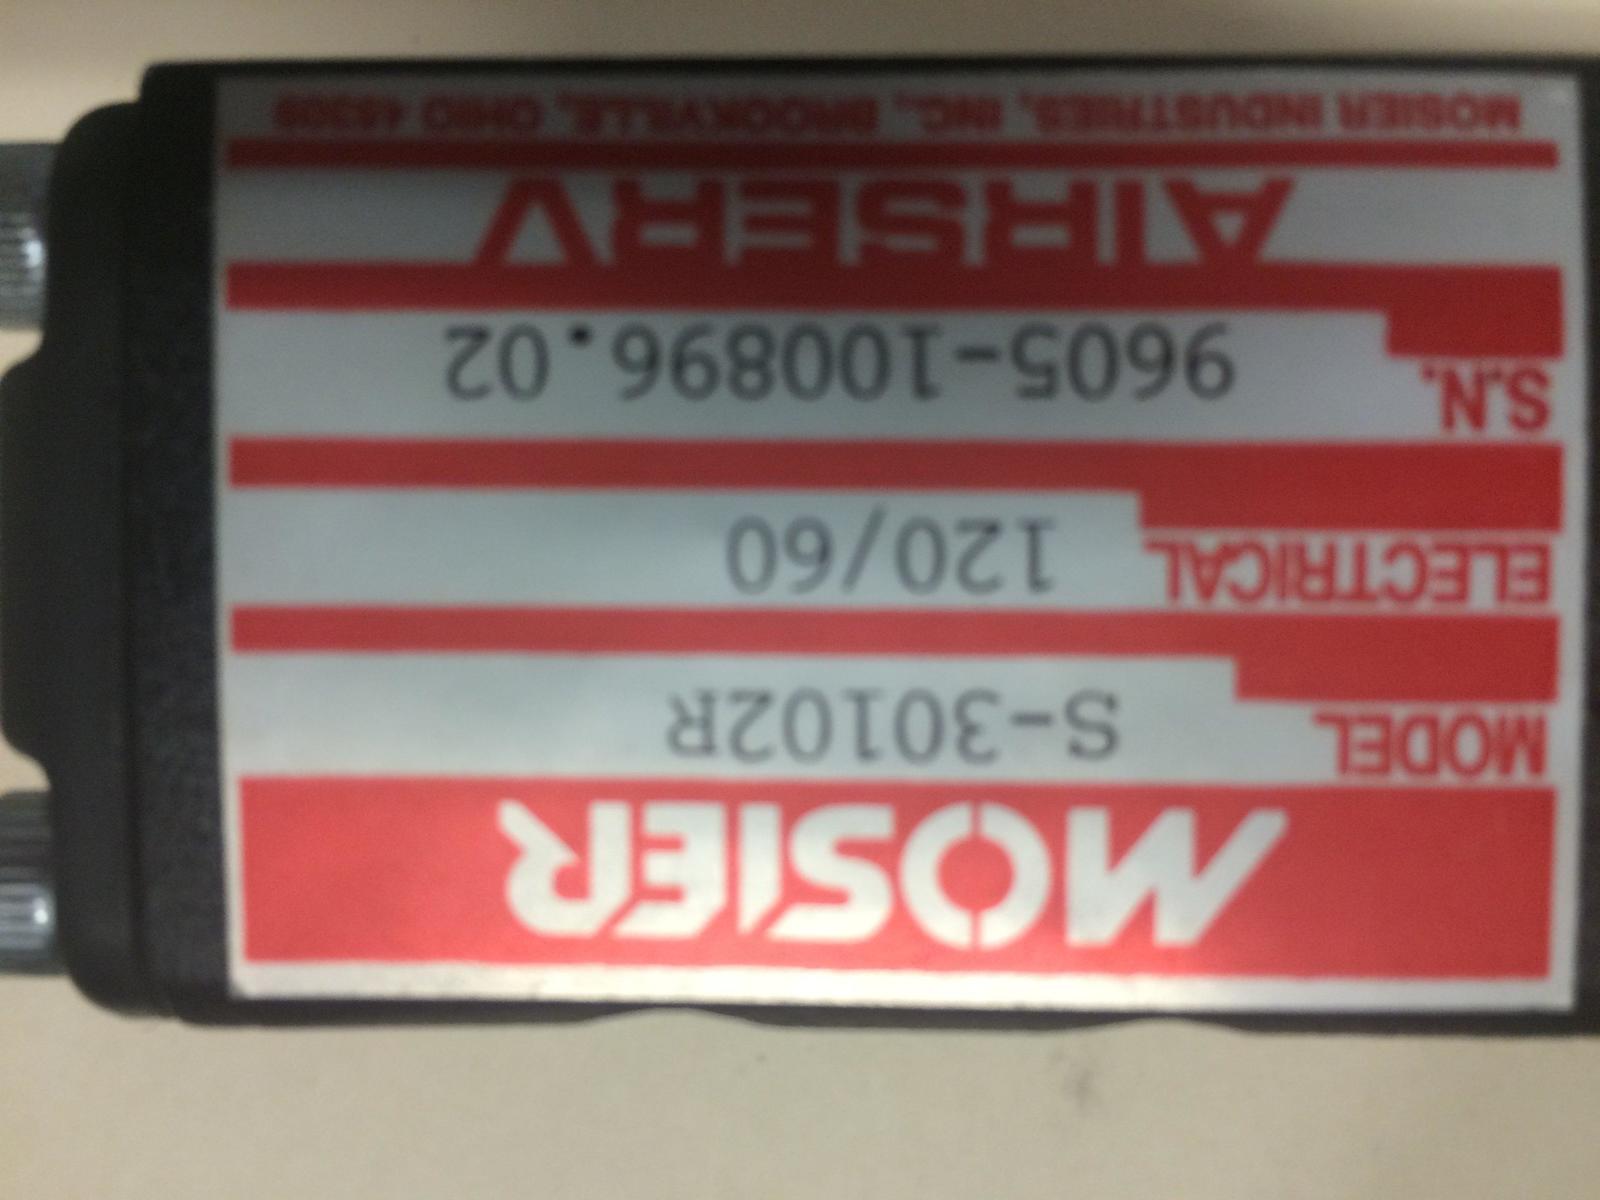 MOSIER
MODEL S-30102R
ELECTRICAL 120/60
S.N. 9605-100896.02
AIRSERV
MOSIER INDUSTRIES, INC., BROOKVILLE, OHIO 45309